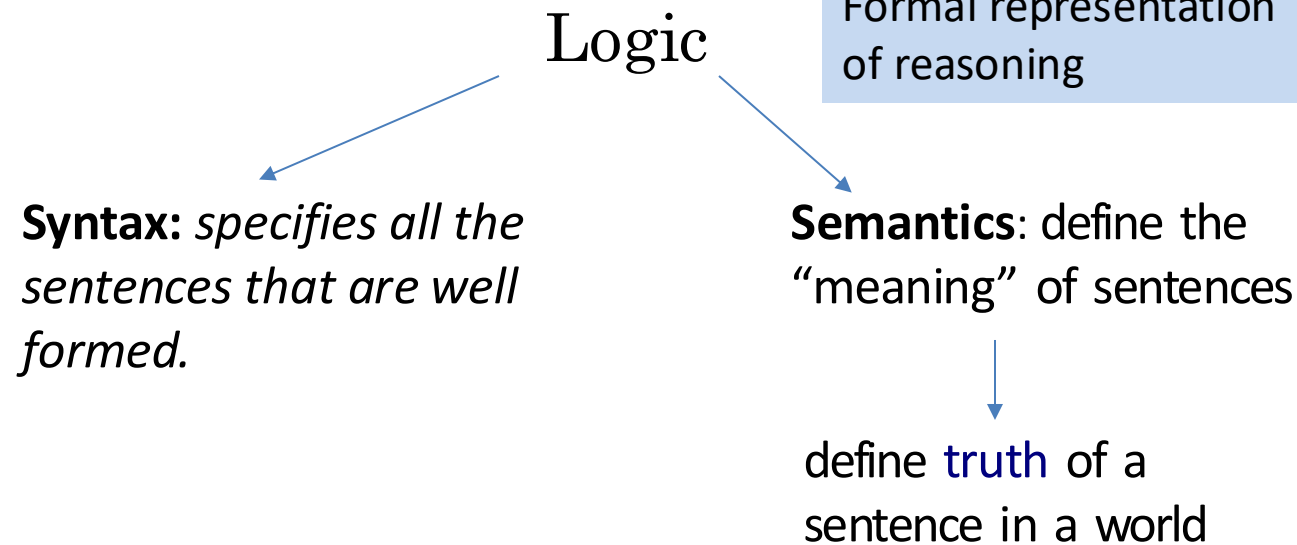 Logic
Formal representation
of reasoning
Syntax: specifies all the
sentences that are well
formed.
Semantics: define the
“meaning” of sentences
define truth of a
sentence in a world